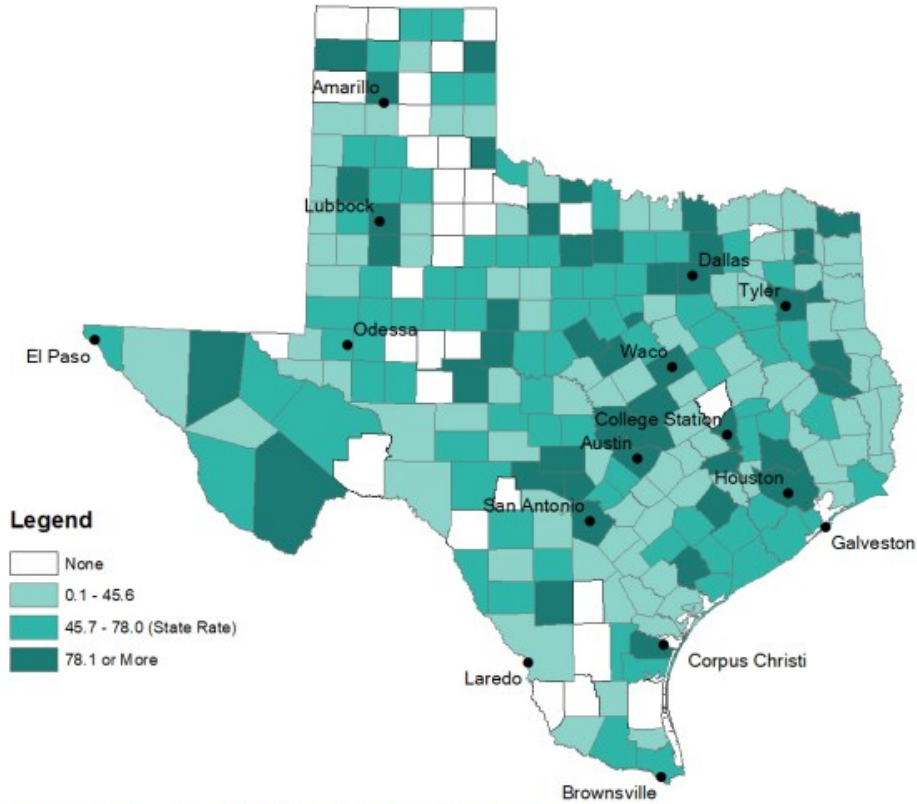 Amarillo
Lubbock
Dallas
Tyler
Odessa
El Paso
Waco
College Station
Austin
Houston
San Antonio
Galveston
Legend
None
0.1 - 45.6
45.7 - 78.0 (State Rate)
78.1 or More
Corpus Christi
Laredo
Brownsville